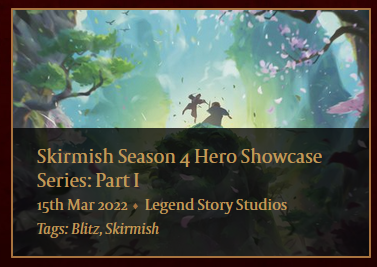 Skirmish Season 4 Hero Showcase
Series: Part I
15th Mar 2022 ♦ Legend Story Studios
Tags: Blitz, Skirmish